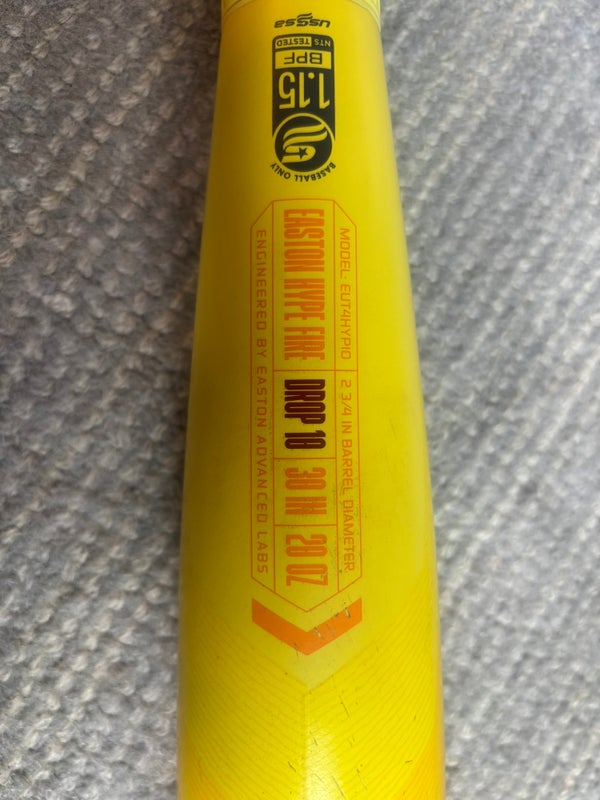 BASEBALL ONLY
1.15
BPF
NTS TESTED
USSSA
MODEL: EUT4HYP10 2 3/4 IN BARREL DIAMETER
EASTON HYPE FIRE DROP 10 30 IN 20 OZ
ENGINEERED BY EASTON ADVANCED LABS